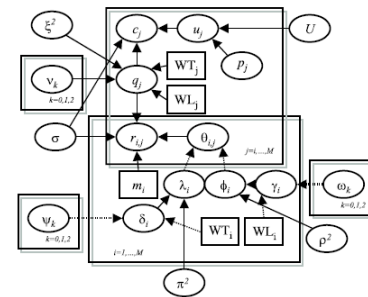 ξ²
c_j
u_j
U
WT_j
p_j
ν_k
q_j
WL_j
k=0,1,2
σ
r_{i,j}
θ_{i,j}
j=i,...,M
m_i
λ_i
ϕ_i
γ_i
ω_k
k=0,1,2
ψ_k
δ_i
k=0,1,2
WT_i
WL_i
i=1,...,M
ρ²
π²